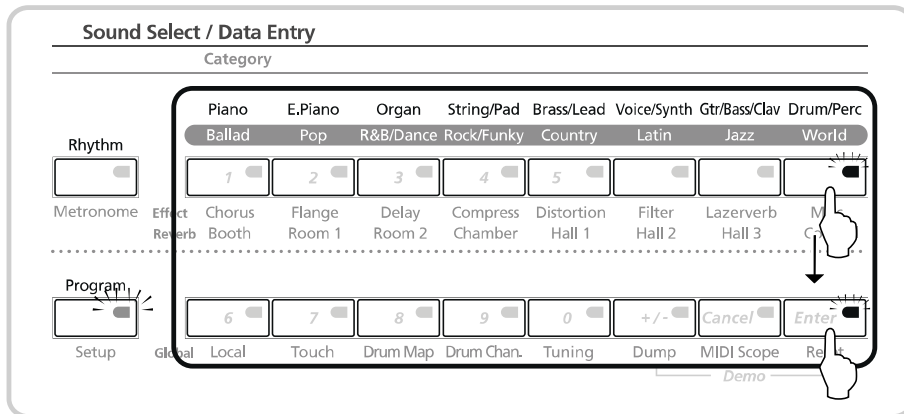 Sound Select / Data Entry
Category
Piano E.Piano Organ String/Pad Brass/Lead Voice/Synth Gtr/Bass/Clav Drum/Perc
Ballad Pop R&B/Dance Rock/Funky Country Latin Jazz World
Rhythm
1 2 3 4 5
Metronome Effect Chorus Flange Delay Compress Distortion Filter Lazerverb
Reverb Booth Room 1 Room 2 Chamber Hall 1 Hall 2 Hall 3
Program
6 7 8 9 0 +/- Cancel Enter
Setup Global Local Touch Drum Map Drum Chan. Tuning Dump MIDI Scope
Demo